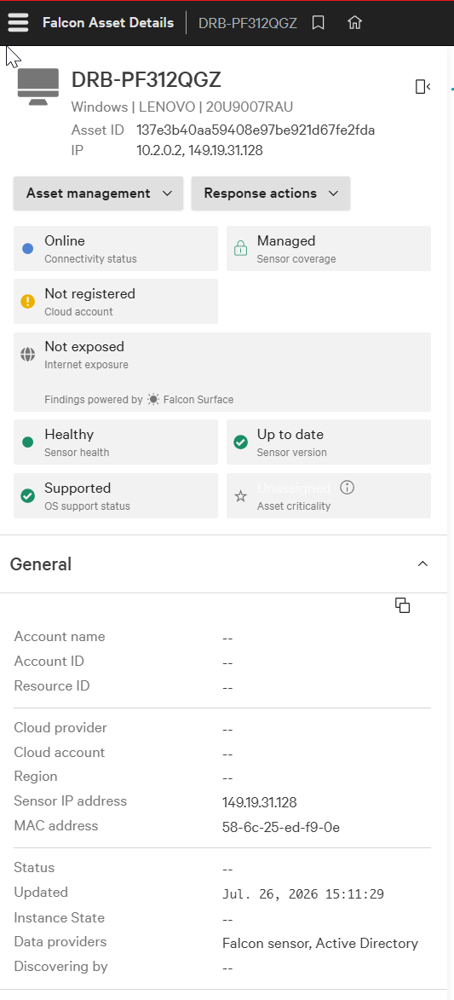 Falcon Asset Details DRB-PF312QGZ
DRB-PF312QGZ
Windows | LENOVO | 20U9007RAU
Asset ID 137e3b40aa59408e97be921d67fe2fda
IP 10.2.0.2, 149.19.31.128
Asset management Response actions
Online Managed
Connectivity status Sensor coverage
Not registered
Cloud account
Not exposed
Internet exposure
Findings powered by Falcon Surface
Healthy Up to date
Sensor health Sensor version
Supported Unassigned
OS support status Asset criticality
General
Account name --
Account ID --
Resource ID --
Cloud provider --
Cloud account --
Region --
Sensor IP address 149.19.31.128
MAC address 58-6c-25-ed-f9-0e
Status --
Updated Jul. 26, 2026 15:11:29
Instance State --
Data providers Falcon sensor, Active Directory
Discovering by --